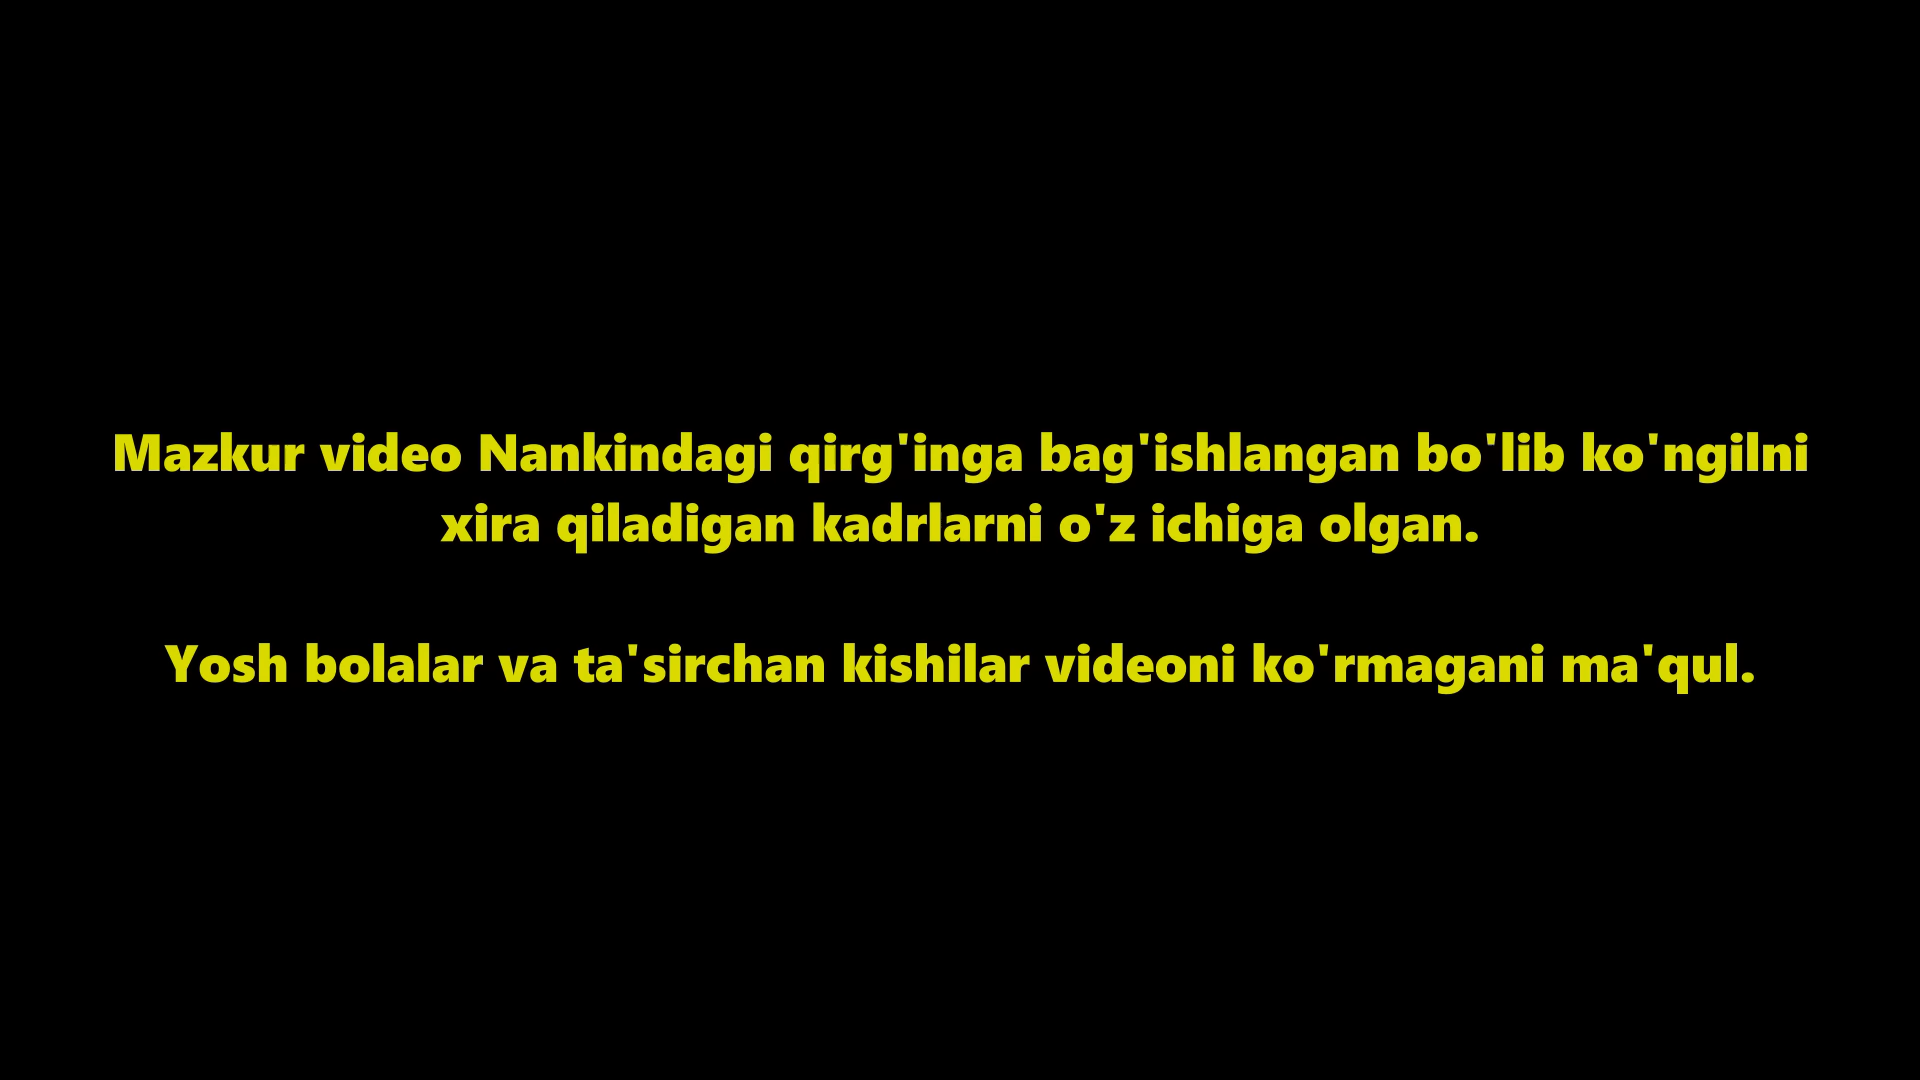 Mazkur video Nankindagi qirg'inga bag'ishlangan bo'lib ko'ngilni
xira qiladigan kadrlarni o'z ichiga olgan.
Yosh bolalar va ta'sirchan kishilar videoni ko'rmagani ma'qul.